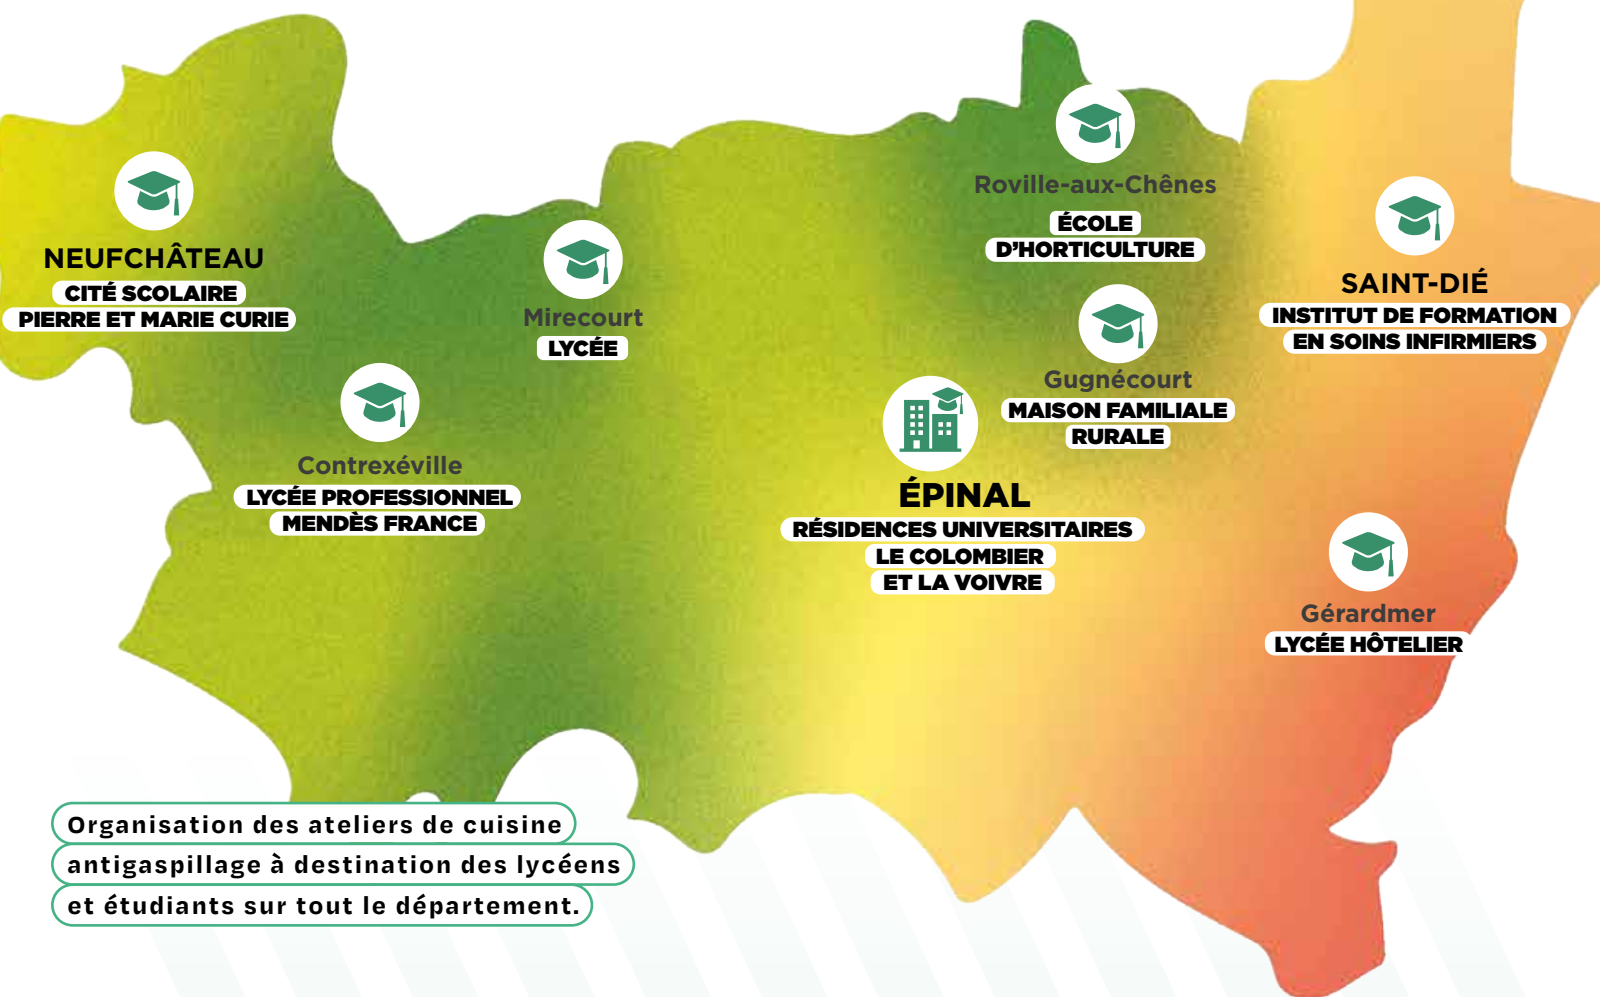 NEUFCHÂTEAU
CITÉ SCOLAIRE
PIERRE ET MARIE CURIE
Contrexéville
LYCÉE PROFESSIONNEL
MENDÈS FRANCE
Mirecourt
LYCÉE
Roville-aux-Chênes
ÉCOLE
D’HORTICULTURE
Gugnécourt
MAISON FAMILIALE
RURALE
ÉPINAL
RÉSIDENCES UNIVERSITAIRES
LE COLOMBIER
ET LA VOIVRE
SAINT-DIÉ
INSTITUT DE FORMATION
EN SOINS INFIRMIERS
Gérardmer
LYCÉE HÔTELIER
Organisation des ateliers de cuisine
antigaspillage à destination des lycéens
et étudiants sur tout le département.